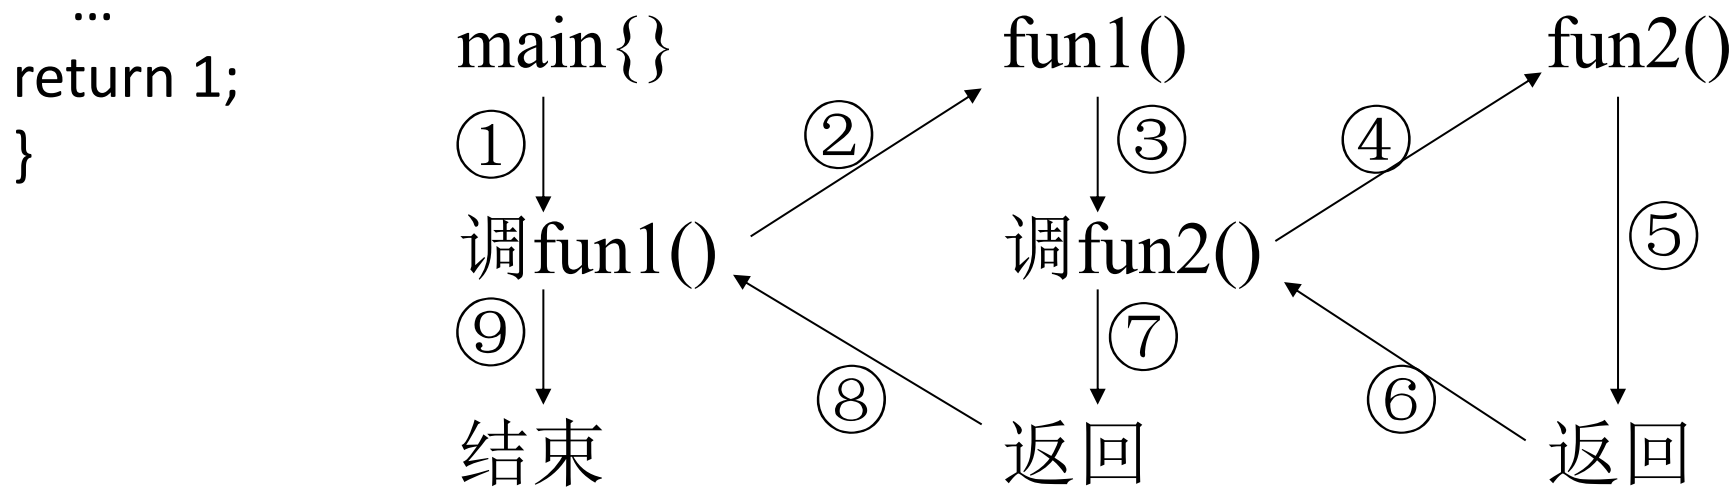 ...
return 1;
}
main{} fun1() fun2()
① ② ③ ④
调fun1() 调fun2() ⑤
⑨ ⑧ ⑦ ⑥
结束 返回 返回